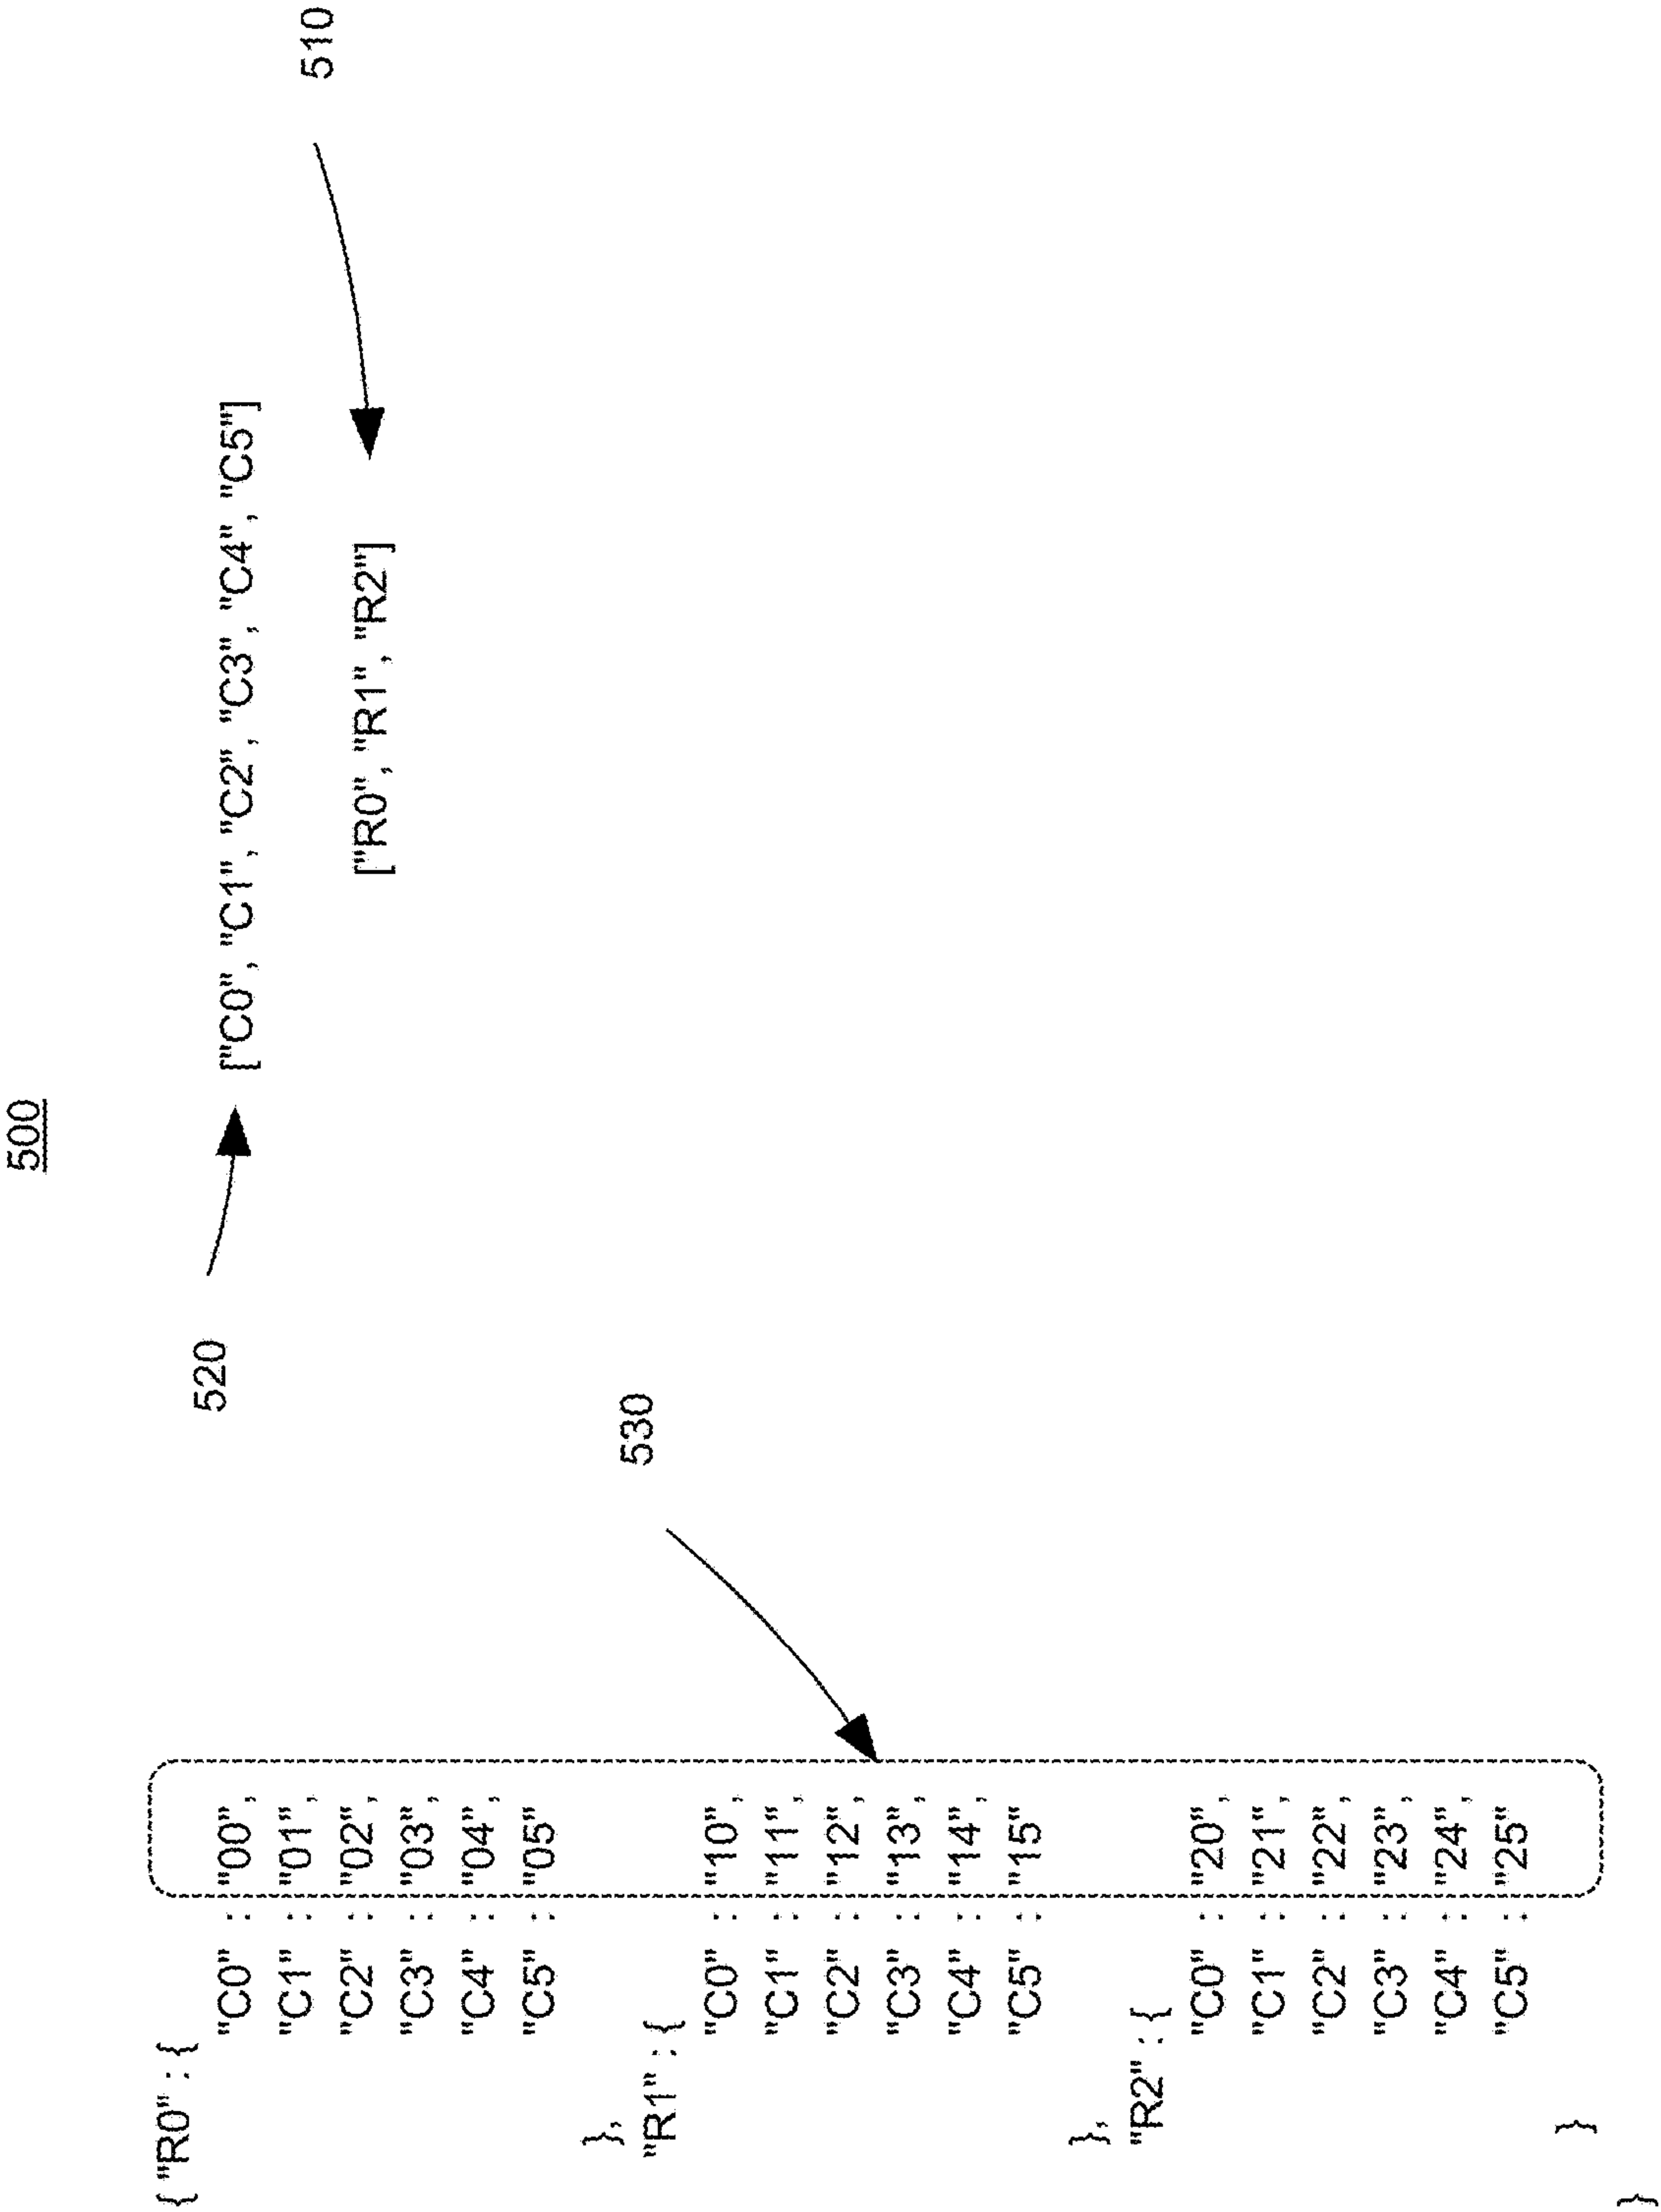 500
{ "R0" : {
"C0" : "00",
"C1" : "01",
"C2" : "02",
"C3" : "03",
"C4" : "04",
"C5" : "05"
},
"R1" : {
"C0" : "10",
"C1" : "11",
"C2" : "12",
"C3" : "13",
"C4" : "14",
"C5" : "15"
},
"R2" : {
"C0" : "20",
"C1" : "21",
"C2" : "22",
"C3" : "23",
"C4" : "24",
"C5" : "25"
}
}
530
520
["C0", "C1", "C2", "C3", "C4", "C5"]
["R0", "R1", "R2"]
510